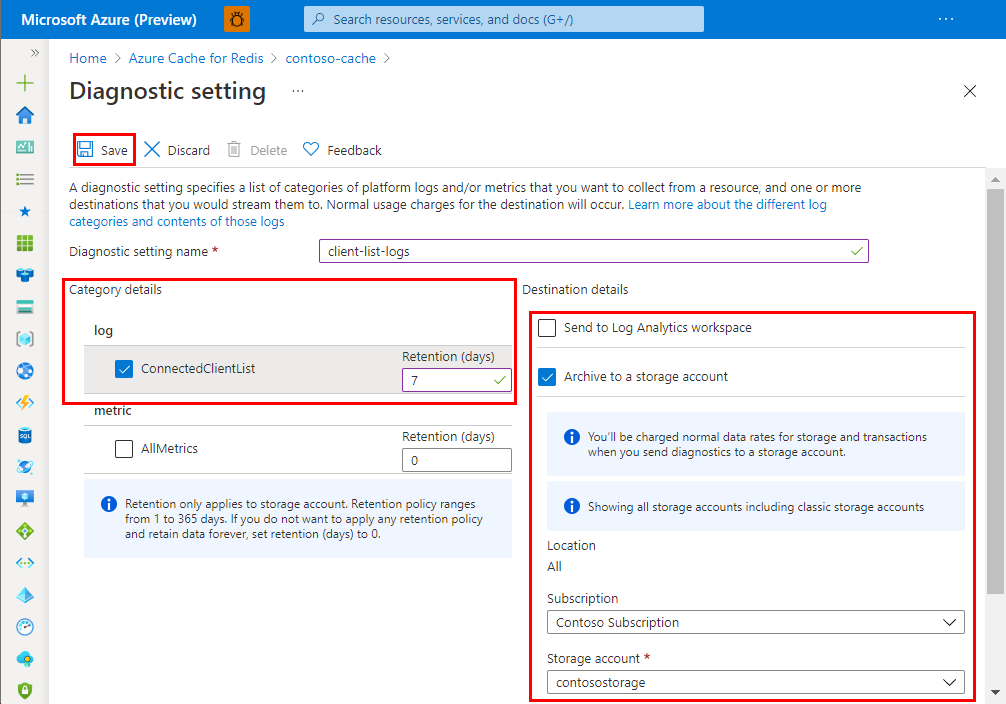 Microsoft Azure (Preview)
Search resources, services, and docs (G+/)
Home > Azure Cache for Redis > contoso-cache >
Diagnostic setting ...
Save Discard Delete Feedback
A diagnostic setting specifies a list of categories of platform logs and/or metrics that you want to collect from a resource, and one or more
destinations that you would stream them to. Normal usage charges for the destination will occur. Learn more about the different log
categories and contents of those logs
Diagnostic setting name *
client-list-logs
Category details
log
ConnectedClientList
Retention (days)
7
metric
AllMetrics
Retention (days)
0
Retention only applies to storage account. Retention policy ranges
from 1 to 365 days. If you do not want to apply any retention policy
and retain data forever, set retention (days) to 0.
Destination details
Send to Log Analytics workspace
Archive to a storage account
You'll be charged normal data rates for storage and transactions
when you send diagnostics to a storage account.
Showing all storage accounts including classic storage accounts
Location
All
Subscription
Contoso Subscription
Storage account *
contosostorage
SQL